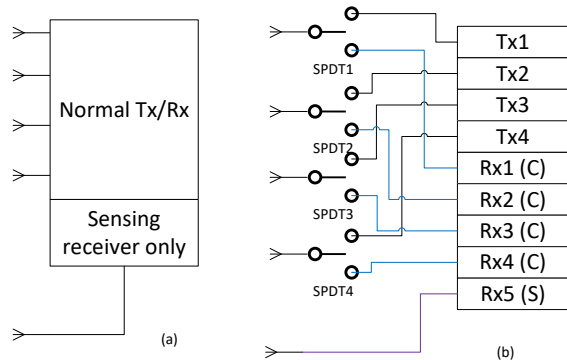 Normal Tx/Rx
Sensing
receiver only
(a)
SPDT1
SPDT2
SPDT3
SPDT4
Tx1
Tx2
Tx3
Tx4
Rx1 (C)
Rx2 (C)
Rx3 (C)
Rx4 (C)
Rx5 (S)
(b)